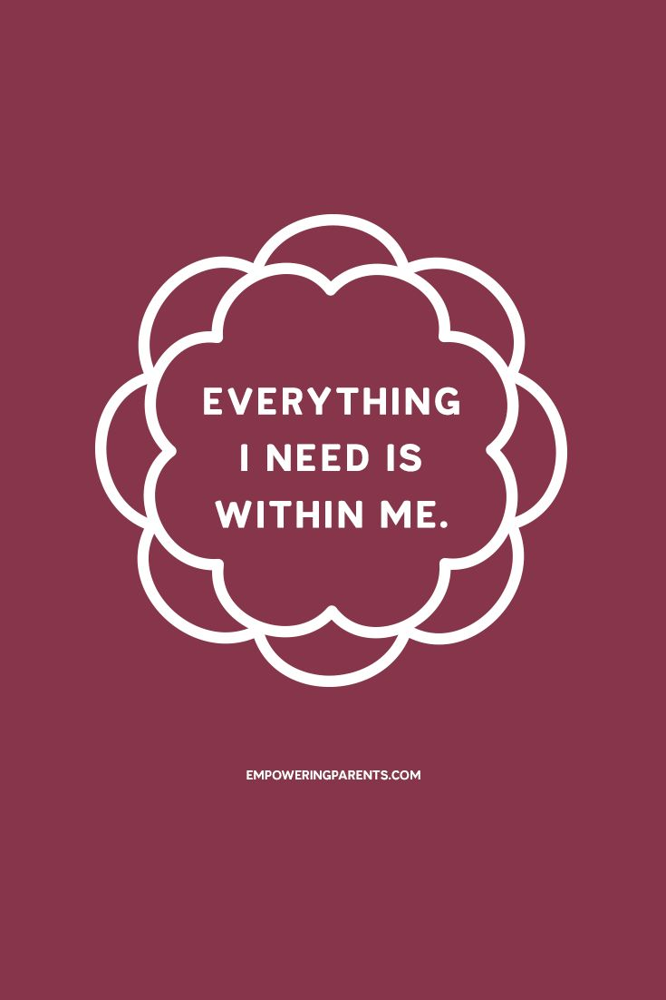 EVERYTHING
I NEED IS
WITHIN ME.
EMPOWERINGPARENTS.COM